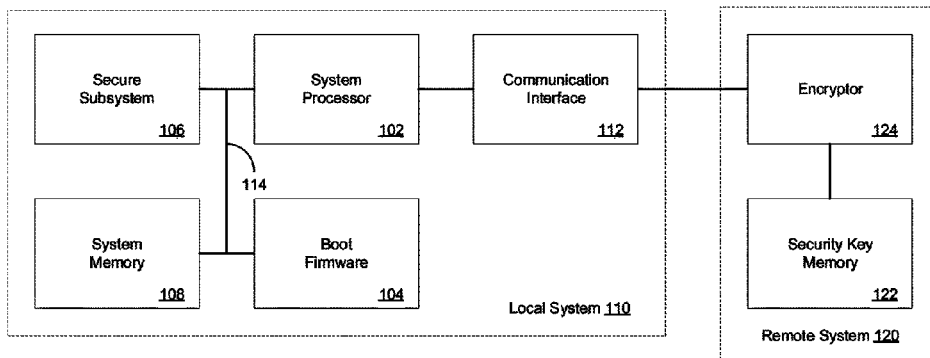 Secure
Subsystem
106
System
Processor
102
Communication
Interface
112
Encryptor
124
114
System
Memory
108
Boot
Firmware
104
Security Key
Memory
122
Local System 110
Remote System 120